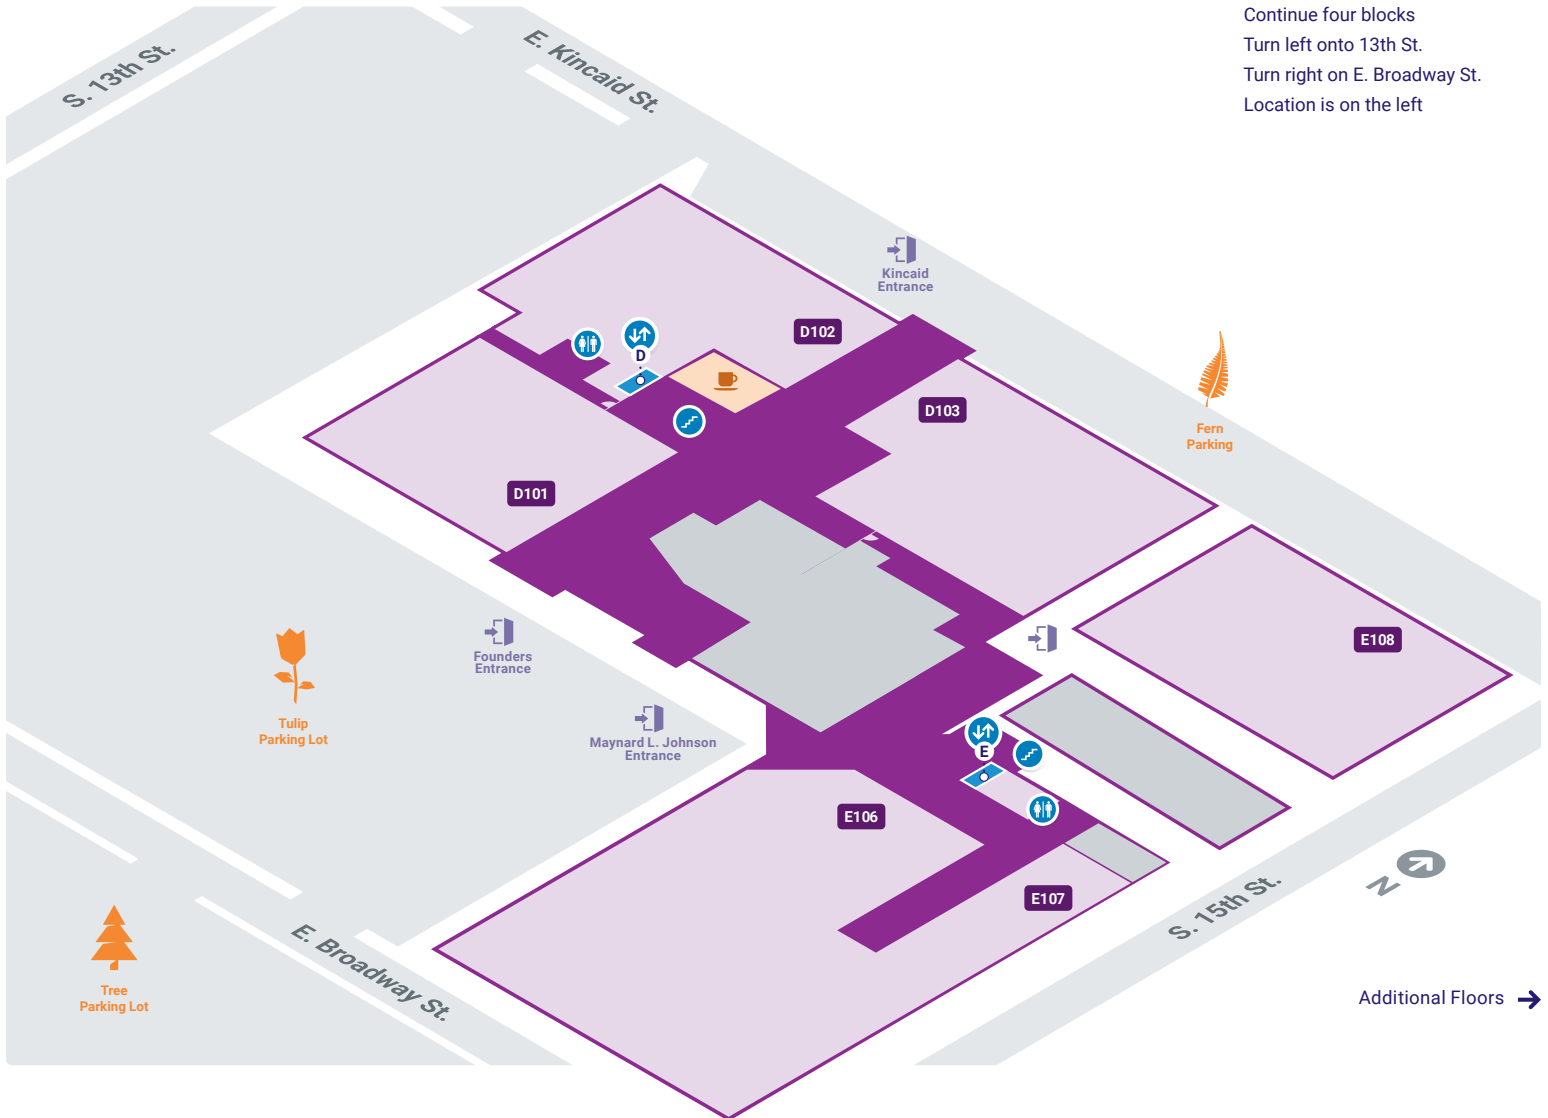 Continue four blocks
Turn left onto 13th St.
Turn right on E. Broadway St.
Location is on the left
S. 13th St.
E. Kincaid St.
Kincaid
Entrance
D102
D
D103
Fern
Parking
D101
E108
Founders
Entrance
Tulip
Parking Lot
Maynard L. Johnson
Entrance
E
E106
E107
N
S. 15th St.
E. Broadway St.
Tree
Parking Lot
Additional Floors